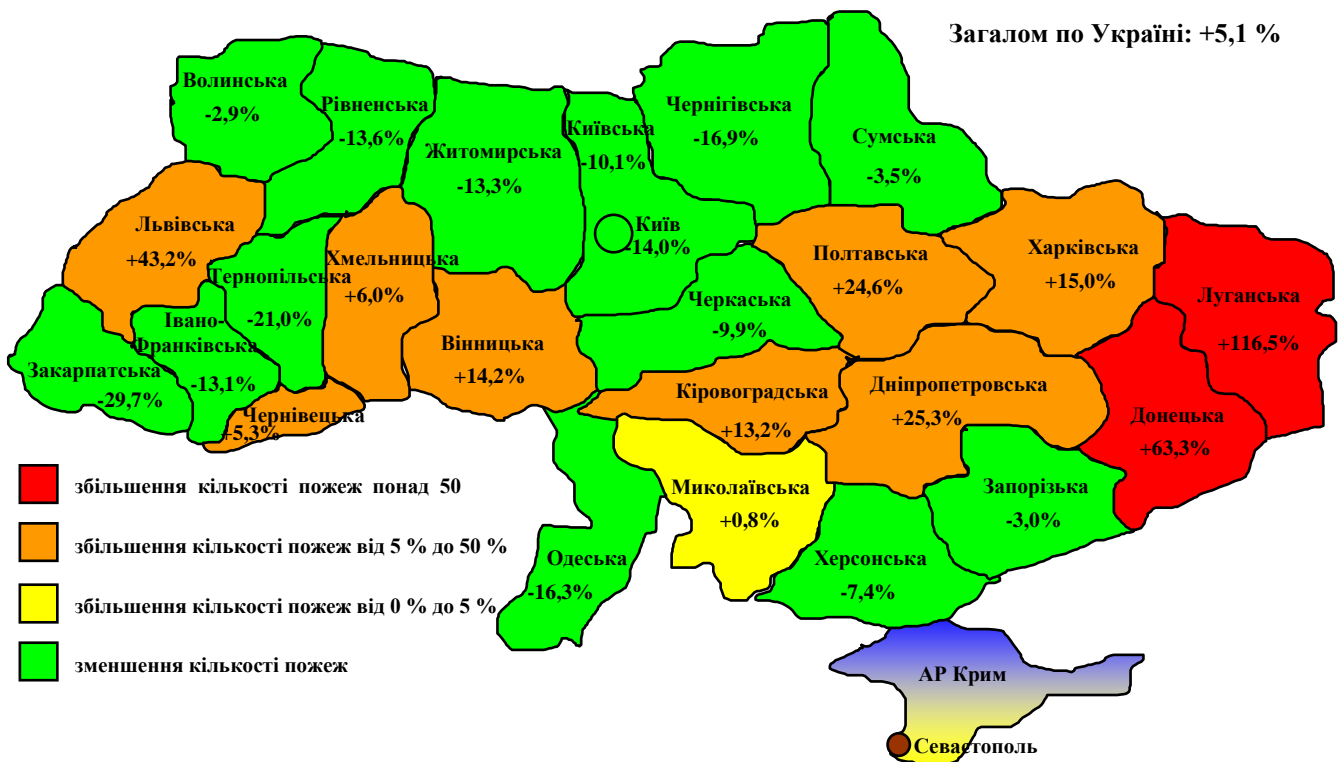 Загалом по Україні: +5,1 %
Волинська
-2,9%
Рівненська
-13,6%
Житомирська
-13,3%
Київська
-10,1%
Київ
-14,0%
Чернігівська
-16,9%
Сумська
-3,5%
Львівська
+43,2%
Тернопільська
-21,0%
Хмельницька
+6,0%
Івано-
Франківська
-13,1%
Закарпатська
-29,7%
Чернівецька
+5,3%
Вінницька
+14,2%
Черкаська
-9,9%
Полтавська
+24,6%
Харківська
+15,0%
Луганська
+116,5%
Донецька
+63,3%
Дніпропетровська
+25,3%
Кіровоградська
+13,2%
Миколаївська
+0,8%
Запорізька
-3,0%
Херсонська
-7,4%
Одеська
-16,3%
АР Крим
Севастополь
збільшення кількості пожеж понад 50
збільшення кількості пожеж від 5 % до 50 %
збільшення кількості пожеж від 0 % до 5 %
зменшення кількості пожеж